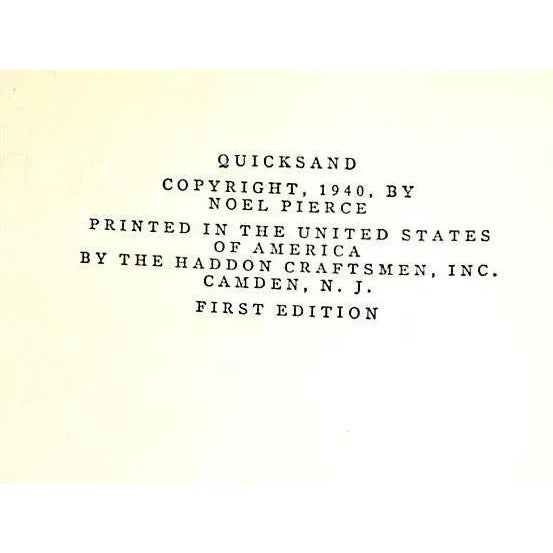 QUICKSAND
COPYRIGHT, 1940, BY
NOEL PIERCE
PRINTED IN THE UNITED STATES
OF AMERICA
BY THE HADDON CRAFTSMEN, INC.
CAMDEN, N. J.
FIRST EDITION